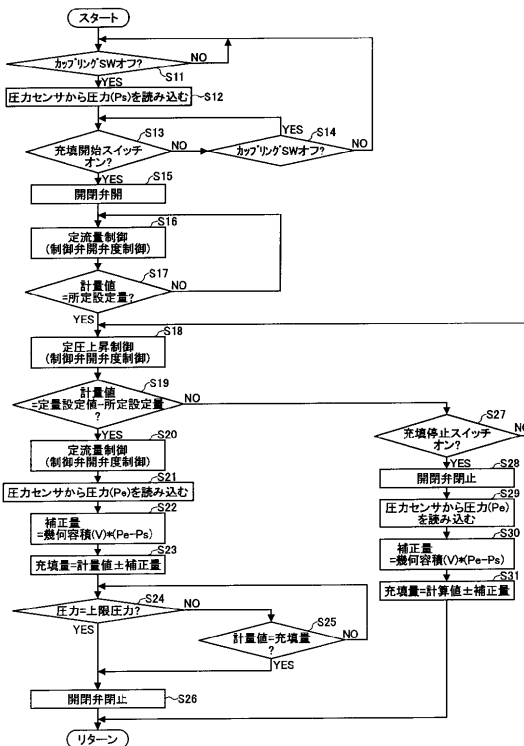 スタート
カップリングSWオフ?
NO
S11
YES
S12
圧力センサから圧力(Ps)を読み込む
S13
充填開始スイッチ
オン?
NO
YES
S14
カップリングSWオフ?
YES
NO
S15
開閉弁開
S16
定流量制御
(制御弁開弁度制御)
S17
計量値
=所定設定量?
NO
YES
S18
定圧上昇制御
(制御弁開弁度制御)
S19
計量値
=定量設定値-所定設定量
?
NO
YES
S20
定流量制御
(制御弁開弁度制御)
S21
圧力センサから圧力(Pe)を読み込む
S22
補正量
=幾何容積(V)*(Pe-Ps)
S23
充填量=計量値±補正量
S24
圧力=上限圧力?
NO
YES
S25
計量値=充填量
?
NO
YES
S26
開閉弁閉止
リターン
S27
充填停止スイッチ
オン?
NO
YES
S28
開閉弁閉止
S29
圧力センサから圧力(Pe)
を読み込む
S30
補正量
=幾何容積(V)*(Pe-Ps)
S31
充填量=計算値±補正量